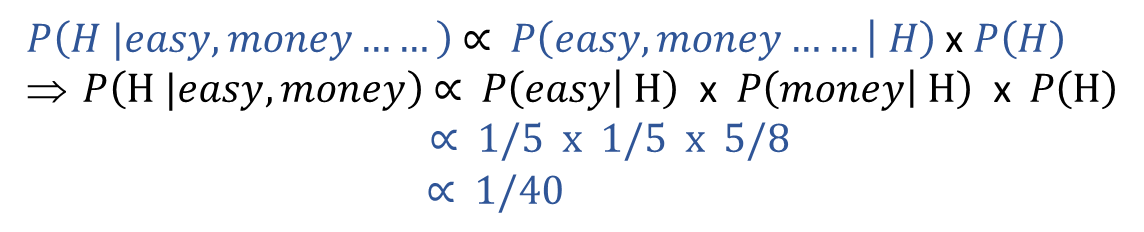 P(H |easy, money ... ... ) ∝ P(easy, money ... ... | H) x P(H)
⇒ P(H |easy, money) ∝ P(easy| H) x P(money| H) x P(H)
∝ 1/5 x 1/5 x 5/8
∝ 1/40